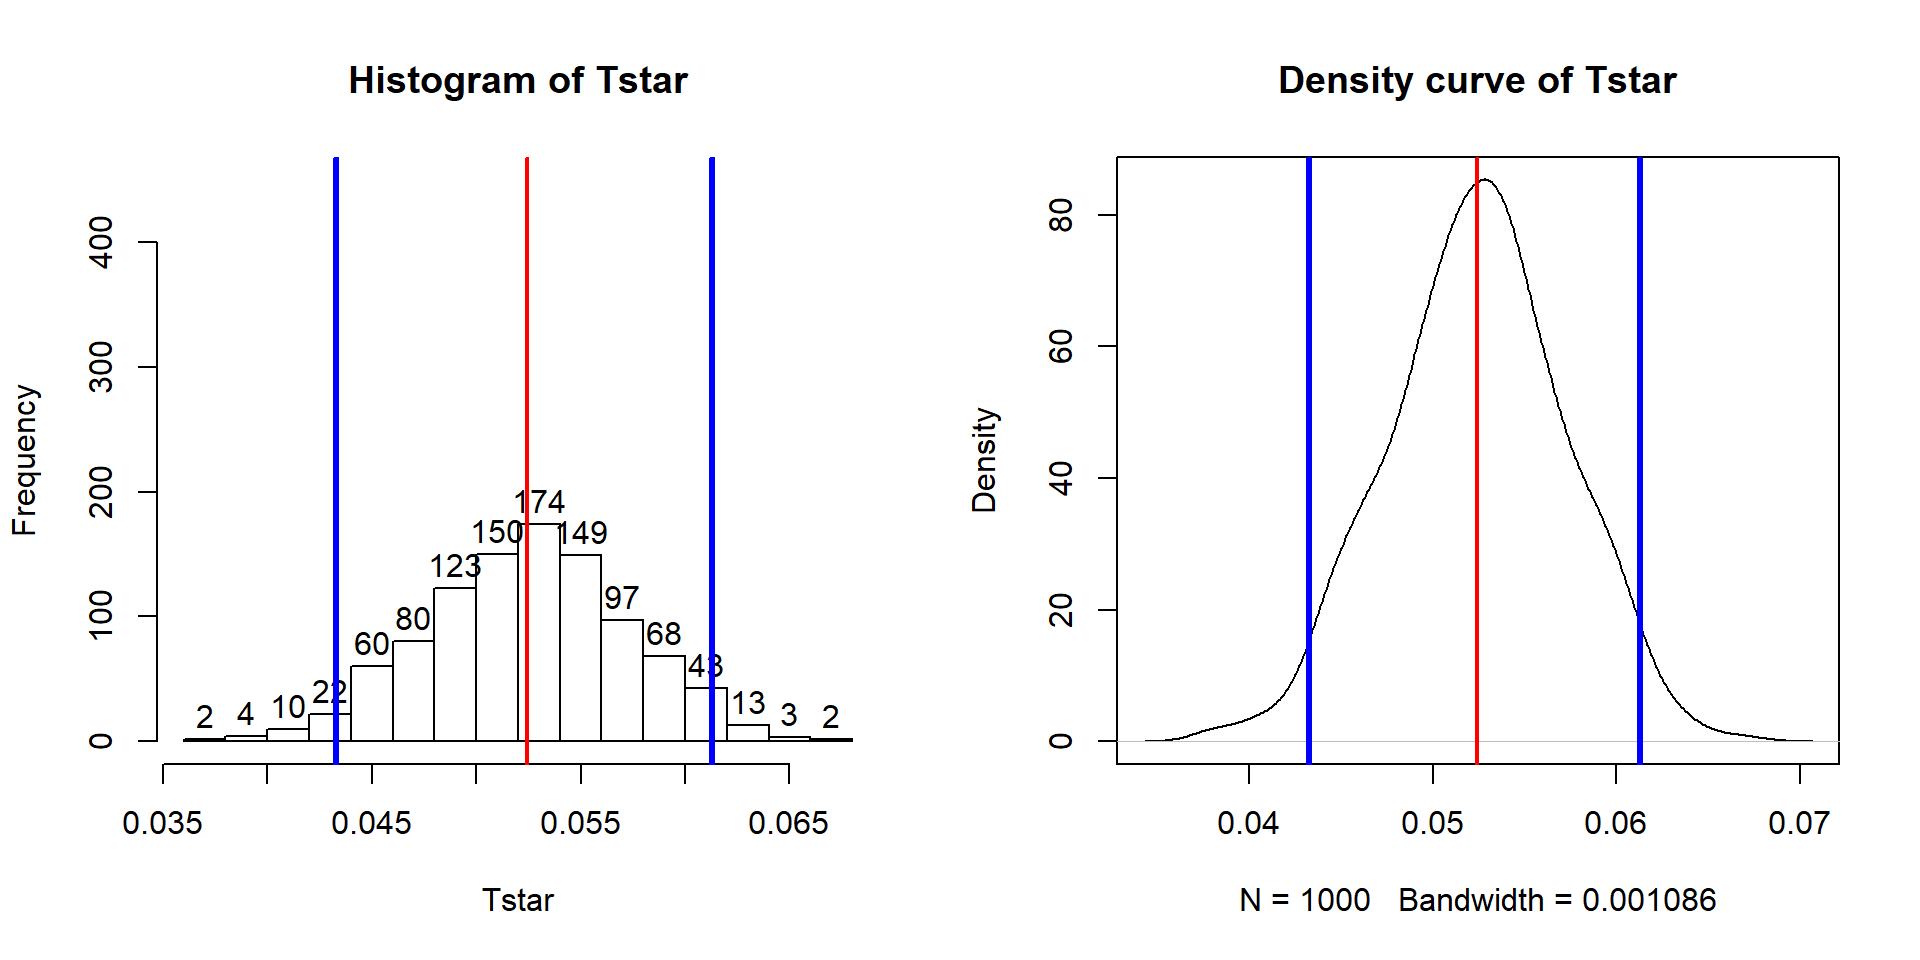 Histogram of Tstar
Frequency
0 100 200 300 400
2 4 10 22 60 80 123 150 174 149 97 68 43 13 3 2
0.035 0.045 0.055 0.065
Tstar
Density curve of Tstar
Density
0 20 40 60 80
0.04 0.05 0.06 0.07
N = 1000 Bandwidth = 0.001086